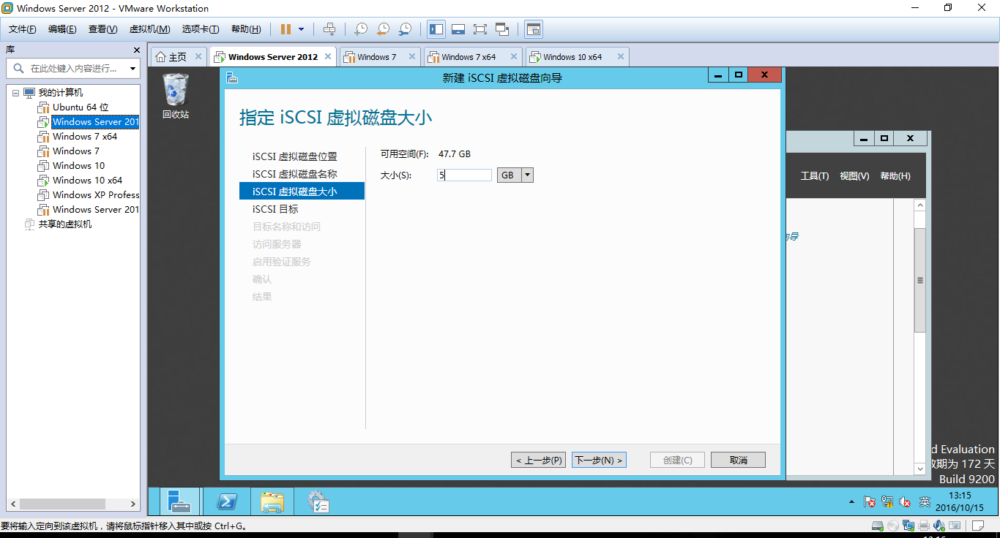 Windows Server 2012 - VMware Workstation
文件(F) 编辑(E) 查看(V) 虚拟机(M) 选项卡(T) 帮助(H)
库
在此处键入内容进行...
主页 Windows Server 2012 Windows 7 Windows 7 x64 Windows 10 x64
我的计算机
Ubuntu 64 位
Windows Server 201
Windows 7 x64
Windows 7
Windows 10
Windows 10 x64
Windows XP Profess
Windows Server 201
共享的虚拟机
回收站
新建 iSCSI 虚拟磁盘向导
指定 iSCSI 虚拟磁盘大小
iSCSI 虚拟磁盘位置
iSCSI 虚拟磁盘名称
iSCSI 虚拟磁盘大小
iSCSI 目标
目标名称和访问
访问服务器
启用验证服务
确认
结果
可用空间(F): 47.7 GB
大小(S): 5 GB
< 上一步(P) 下一步(N) > 创建(C) 取消
工具(T) 视图(V) 帮助(H)
向导
d Evaluation
效期为 172 天
Build 9200
英
13:15
2016/10/15
要将输入定向到该虚拟机，请将鼠标指针移入其中或按 Ctrl+G。